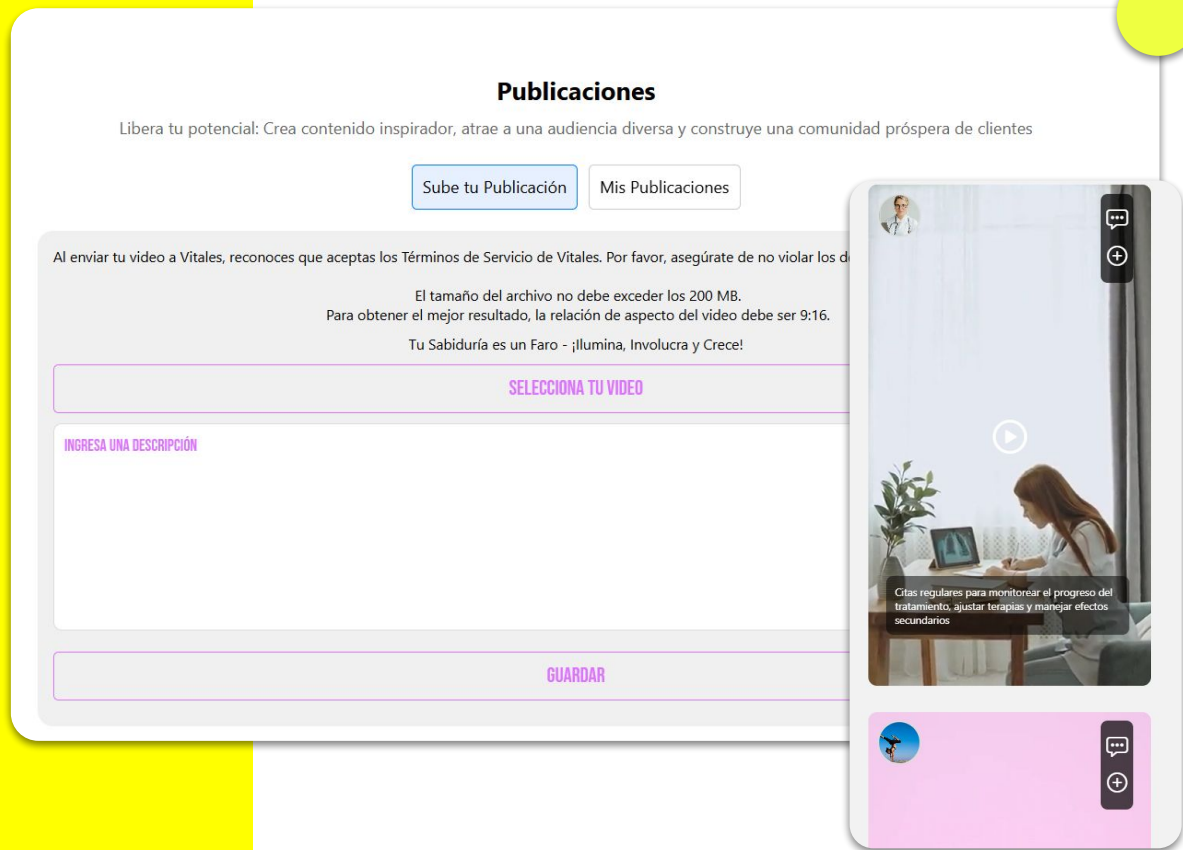 Publicaciones
Libera tu potencial: Crea contenido inspirador, atrae a una audiencia diversa y construye una comunidad próspera de clientes
Sube tu Publicación
Mis Publicaciones
Al enviar tu video a Vitales, reconoces que aceptas los Términos de Servicio de Vitales. Por favor, asegúrate de no violar los
El tamaño del archivo no debe exceder los 200 MB.
Para obtener el mejor resultado, la relación de aspecto del video debe ser 9:16.
Tu Sabiduría es un Faro - ¡Ilumina, Involucra y Crece!
SELECCIONA TU VIDEO
INGRESA UNA DESCRIPCIÓN
GUARDAR
Citas regulares para monitorear el progreso del
tratamiento, ajustar terapias y manejar efectos
secundarios